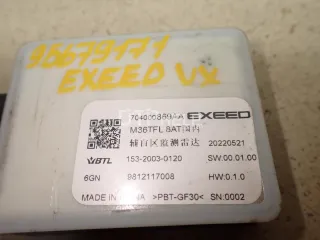 15679171
EXEED VX
704000360AA EXEED
M36TFL 8AT国内
辅盲区监测雷达 20220521
WBTL 153-2003-0120 SW:00.01.00
6GN 9812117008 HW:0.1.0
MADE IN CHINA >PBT-GF30< SN:0002